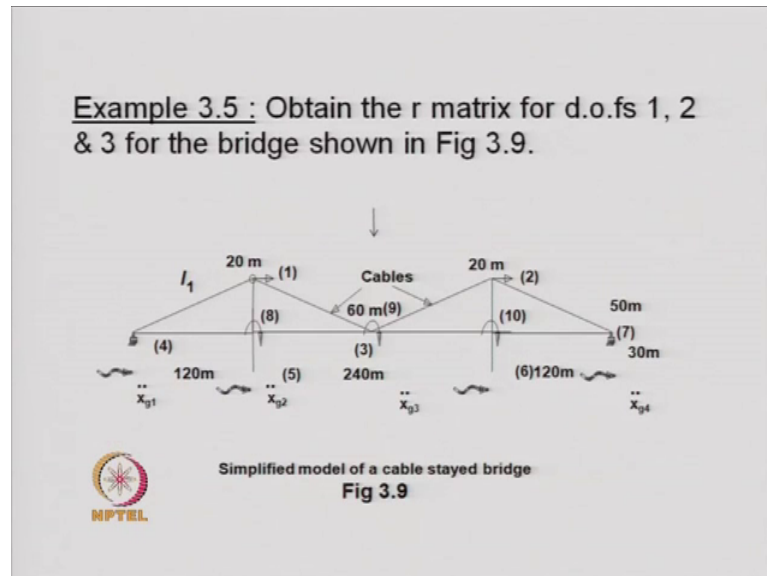 Example 3.5 : Obtain the r matrix for d.o.fs 1, 2
& 3 for the bridge shown in Fig 3.9.
20 m
(1)
l1
Cables
20 m
(2)
60 m(9)
(8)
(10)
50m
(7)
(4)
(3)
30m
120m
(5)
240m
(6)120m
ẍg1
ẍg2
ẍg3
ẍg4
Simplified model of a cable stayed bridge
Fig 3.9
NPTEL